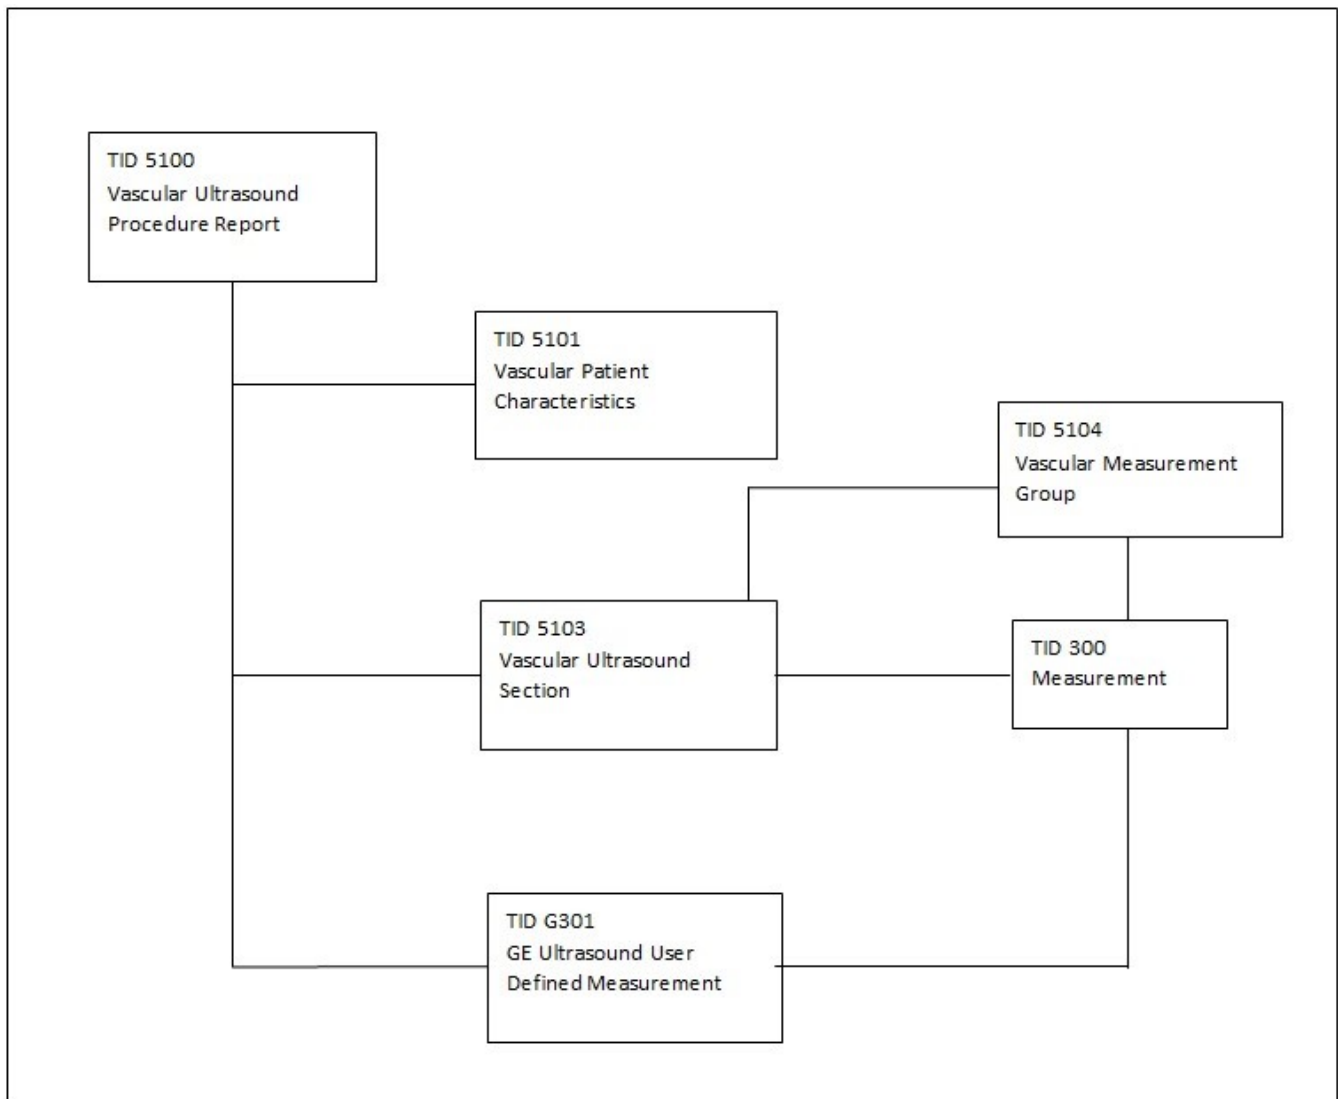 TID 5100
Vascular Ultrasound
Procedure Report
TID 5101
Vascular Patient
Characteristics
TID 5104
Vascular Measurement
Group
TID 5103
Vascular Ultrasound
Section
TID 300
Measurement
TID G301
GE Ultrasound User
Defined Measurement